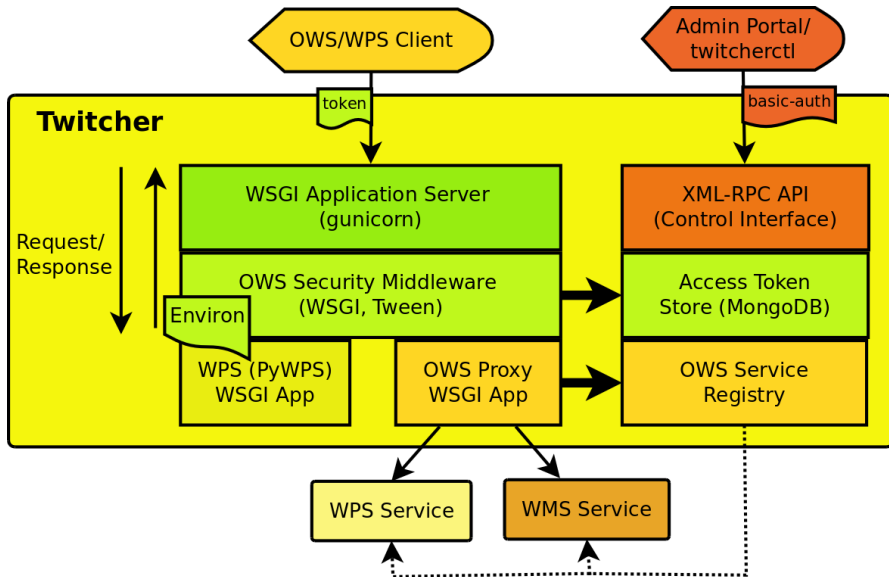 OWS/WPS Client
Admin Portal/
twitcherctl
token
basic-auth
Twitcher
WSGI Application Server
(gunicorn)
XML-RPC API
(Control Interface)
Request/
Response
OWS Security Middleware
(WSGI, Tween)
Access Token
Store (MongoDB)
Environ
WPS (PyWPS)
WSGI App
OWS Proxy
WSGI App
OWS Service
Registry
WPS Service
WMS Service